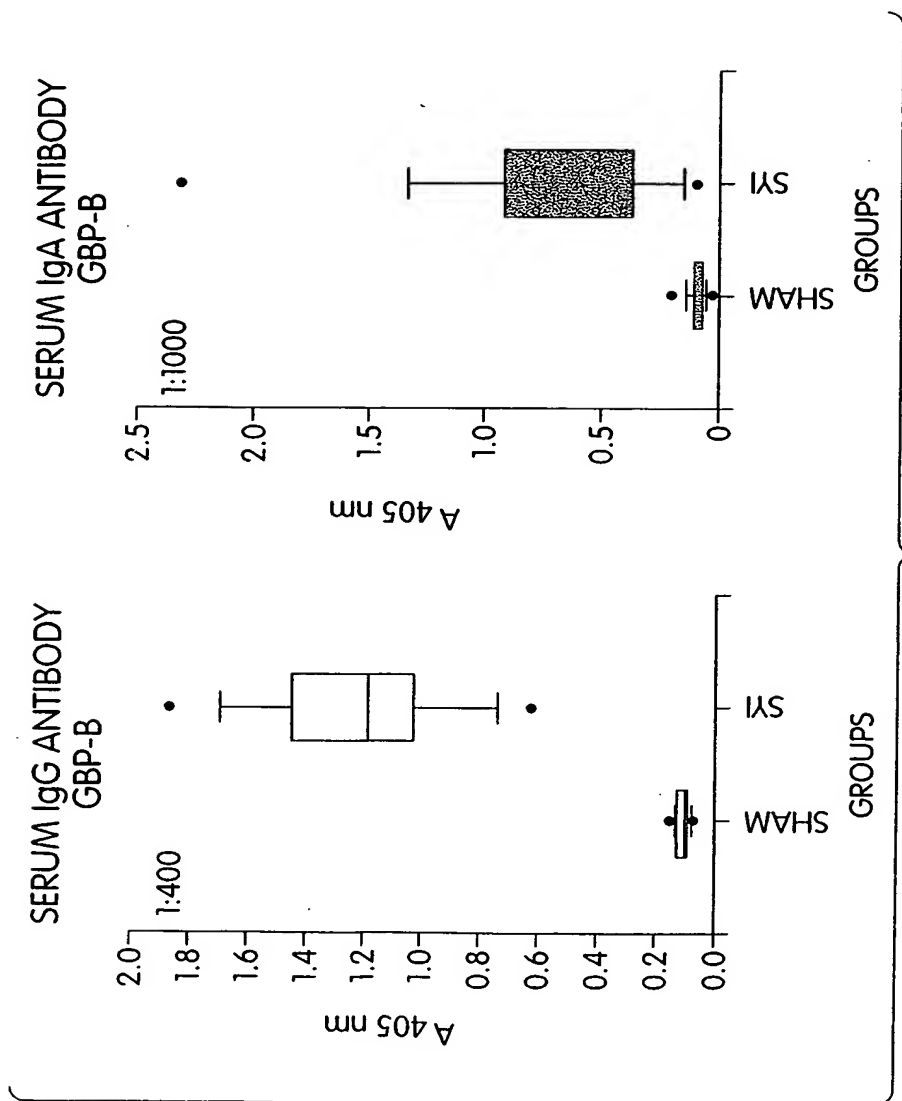 SERUM IgG ANTIBODY
GBP-B
1:400
2.0
1.8
1.6
1.4
1.2
1.0
0.8
0.6
0.4
0.2
0.0
A 405 nm
SHAM
SYI
GROUPS
SERUM IgA ANTIBODY
GBP-B
1:1000
2.5
2.0
1.5
1.0
0.5
0
A 405 nm
SHAM
SYI
GROUPS